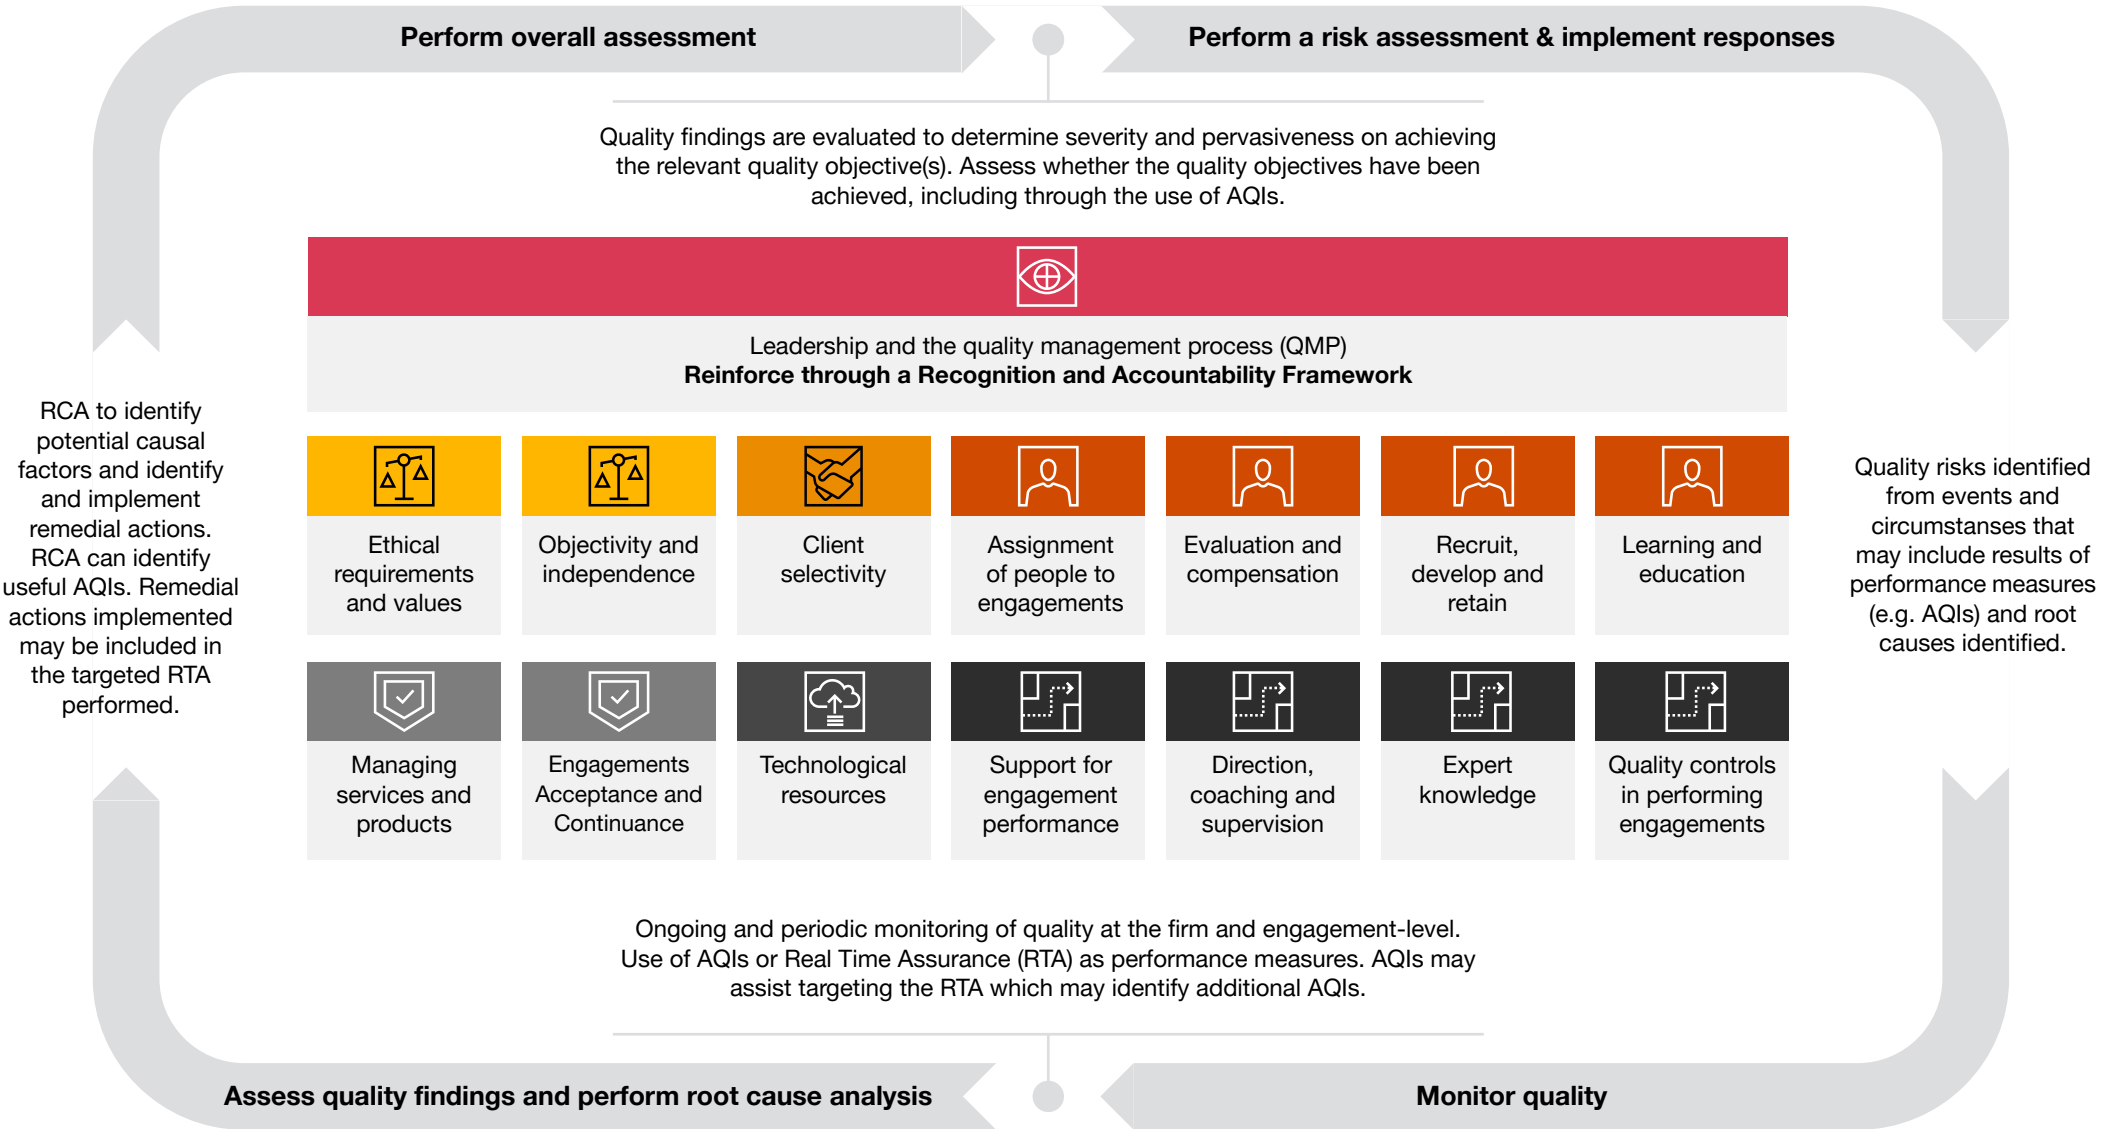 Perform overall assessment
Perform a risk assessment & implement responses
Quality findings are evaluated to determine severity and pervasiveness on achieving
the relevant quality objective(s). Assess whether the quality objectives have been
achieved, including through the use of AQIs.
Leadership and the quality management process (QMP)
Reinforce through a Recognition and Accountability Framework
RCA to identify
potential causal
factors and identify
and implement
remedial actions.
RCA can identify
useful AQIs. Remedial
actions implemented
may be included in
the targeted RTA
performed.
Ethical
requirements
and values
Objectivity and
independence
Client
selectivity
Assignment
of people to
engagements
Evaluation and
compensation
Recruit,
develop and
retain
Learning and
education
Quality risks identified
from events and
circumstanses that
may include results of
performance measures
(e.g. AQIs) and root
causes identified.
Managing
services and
products
Engagements
Acceptance and
Continuance
Technological
resources
Support for
engagement
performance
Direction,
coaching and
supervision
Expert
knowledge
Quality controls
in performing
engagements
Ongoing and periodic monitoring of quality at the firm and engagement-level.
Use of AQIs or Real Time Assurance (RTA) as performance measures. AQIs may
assist targeting the RTA which may identify additional AQIs.
Assess quality findings and perform root cause analysis
Monitor quality